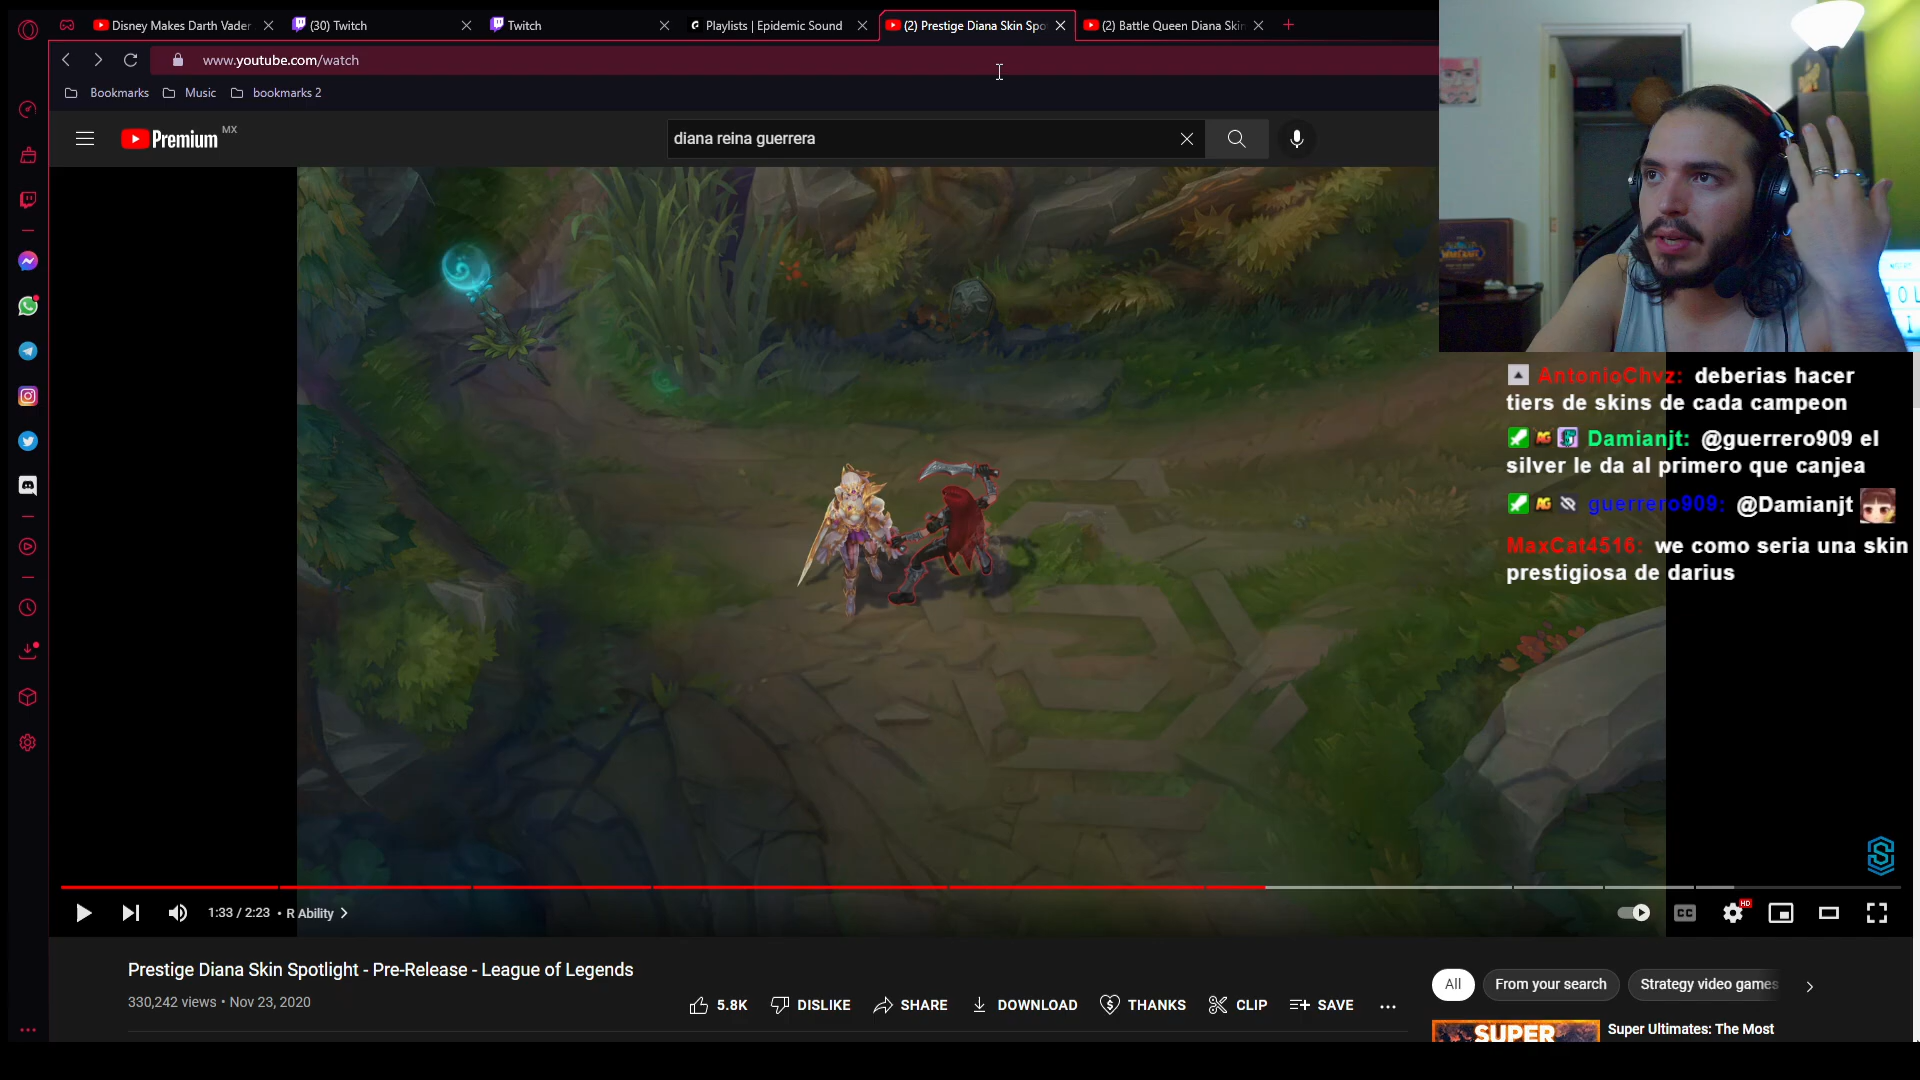 Disney Makes Darth Vader
(30) Twitch
Twitch
Playlists | Epidemic Sound
(2) Prestige Diana Skin Spo
(2) Battle Queen Diana Skin
www.youtube.com/watch
Bookmarks
Music
bookmarks 2
Premium MX
diana reina guerrera
AntonioChvz: deberias hacer
tiers de skins de cada campeon
Damianjt: @guerrero909 el
silver le da al primero que canjea
guerrero909: @Damianjt
MaxCat4516: we como seria una skin
prestigiosa de darius
1:33 / 2:23 • R Ability
CC
HD
Prestige Diana Skin Spotlight - Pre-Release - League of Legends
330,242 views • Nov 23, 2020
5.8K
DISLIKE
SHARE
DOWNLOAD
THANKS
CLIP
SAVE
All
From your search
Strategy video games
SUPER
Super Ultimates: The Most